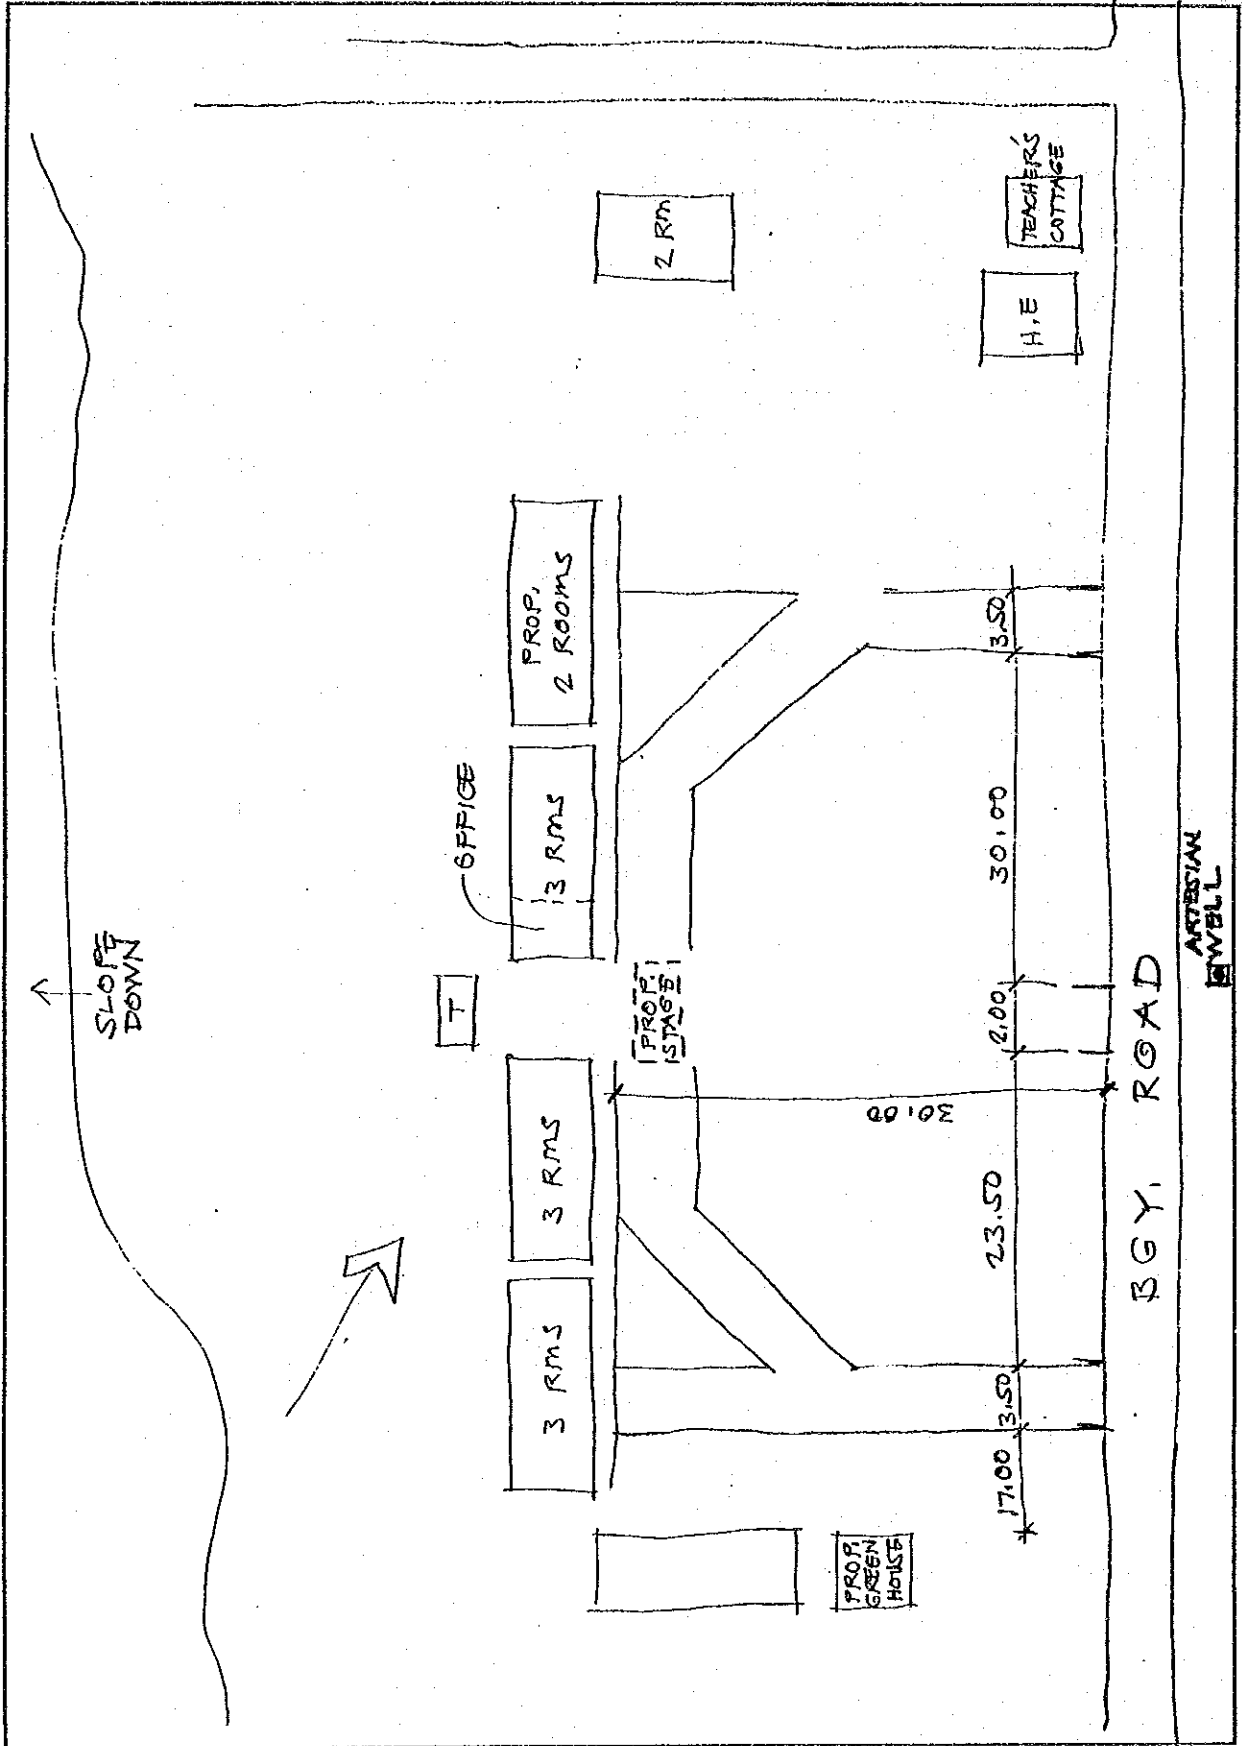 SLOPE
DOWN
T
OFFICE
3 RMS
3 RMS
3 RMS
PROP.
2 ROOMS
2 RM
PROP.
STAGE
PROP.
GREEN
HOUSE
H.E
TEACHER'S
COTTAGE
30.00
17.00
3.50
23.50
2.00
30.00
3.50
BGY. ROAD
ARTESIAN
WELL